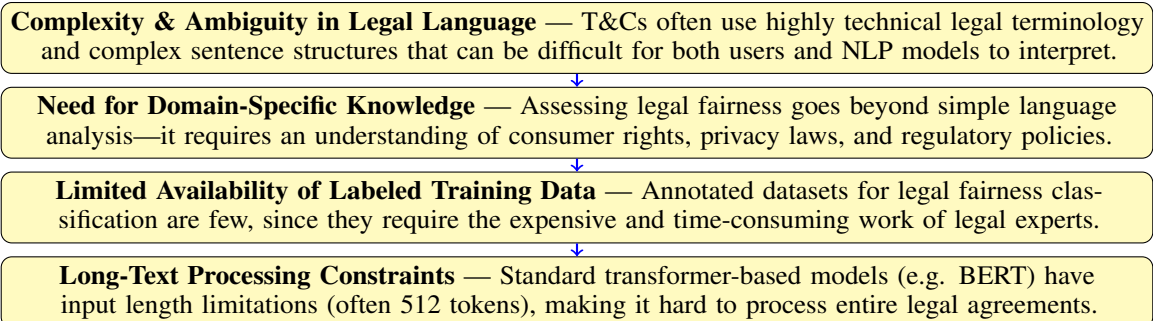 Complexity & Ambiguity in Legal Language — T&Cs often use highly technical legal terminology
and complex sentence structures that can be difficult for both users and NLP models to interpret.
Need for Domain-Specific Knowledge — Assessing legal fairness goes beyond simple language
analysis—it requires an understanding of consumer rights, privacy laws, and regulatory policies.
Limited Availability of Labeled Training Data — Annotated datasets for legal fairness clas-
sification are few, since they require the expensive and time-consuming work of legal experts.
Long-Text Processing Constraints — Standard transformer-based models (e.g. BERT) have
input length limitations (often 512 tokens), making it hard to process entire legal agreements.